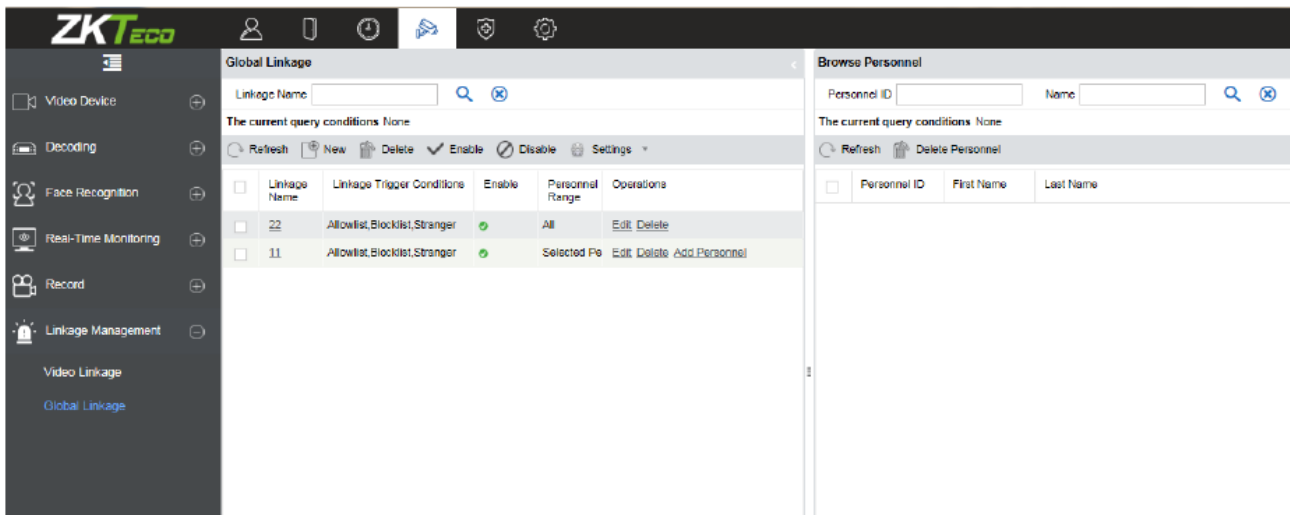 ZKTeco
Global Linkage
Browse Personnel
Linkage Name
Personnel ID
Name
The current query conditions None
The current query conditions None
Refresh New Delete Enable Disable Settings
Refresh Delete Personnel
Linkage Name Linkage Trigger Conditions Enable Personnel Range Operations
Personnel ID First Name Last Name
22 Allowlist,Blocklist,Stranger All Edit Delete
11 Allowlist,Blocklist,Stranger Selected Pe Edit Delete Add Personnel
Video Device
Decoding
Face Recognition
Real-Time Monitoring
Record
Linkage Management
Video Linkage
Global Linkage